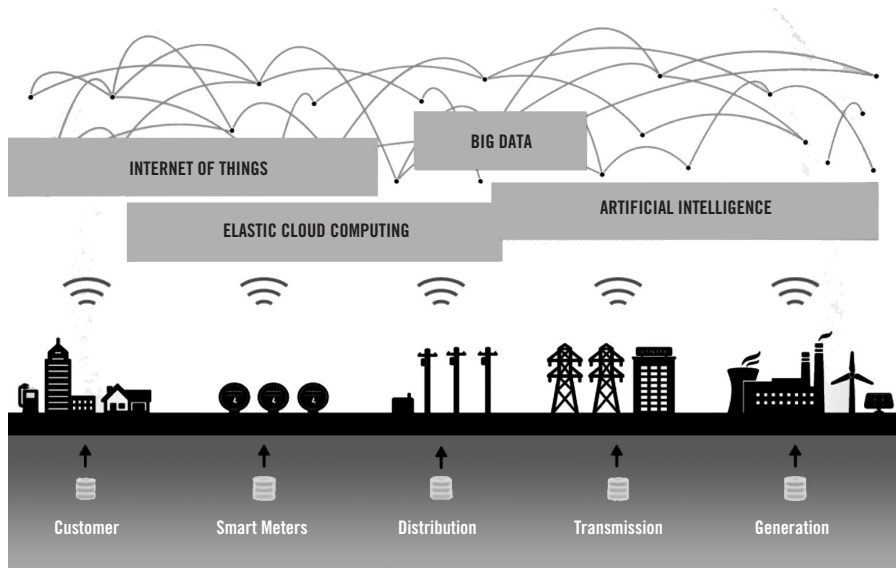 BIG DATA
INTERNET OF THINGS
ARTIFICIAL INTELLIGENCE
ELASTIC CLOUD COMPUTING
Customer
Smart Meters
Distribution
Transmission
Generation